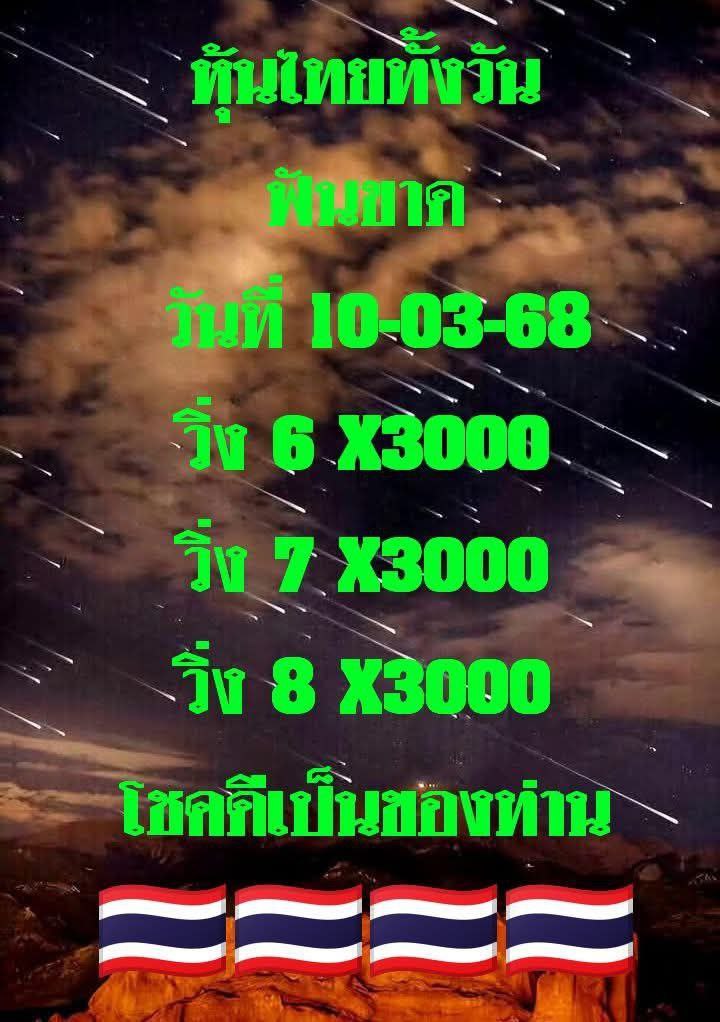 หุ้นไทยทั้งวัน
ฟันขาด
วันที่ 10-03-68
วิ่ง 6 X3000
วิ่ง 7 X3000
วิ่ง 8 X3000
โชคดีเป็นของท่าน